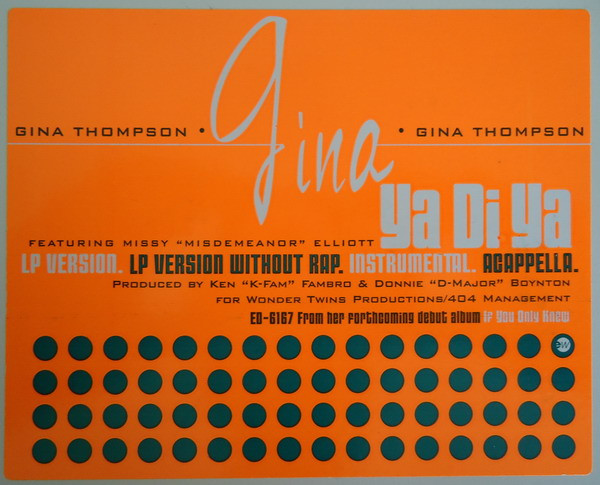 gina
GINA THOMPSON • • GINA THOMPSON
Ya Di Ya
FEATURING MISSY "MISDEMEANOR" ELLIOTT
LP VERSION. LP VERSION WITHOUT RAP. INSTRUMENTAL. ACAPPELLA.
PRODUCED BY KEN "K-FAM" FAMBRO & DONNIE "D-MAJOR" BOYNTON
FOR WONDER TWINS PRODUCTIONS/404 MANAGEMENT
ED-6167 From her forthcoming debut album If You Only Knew
ew